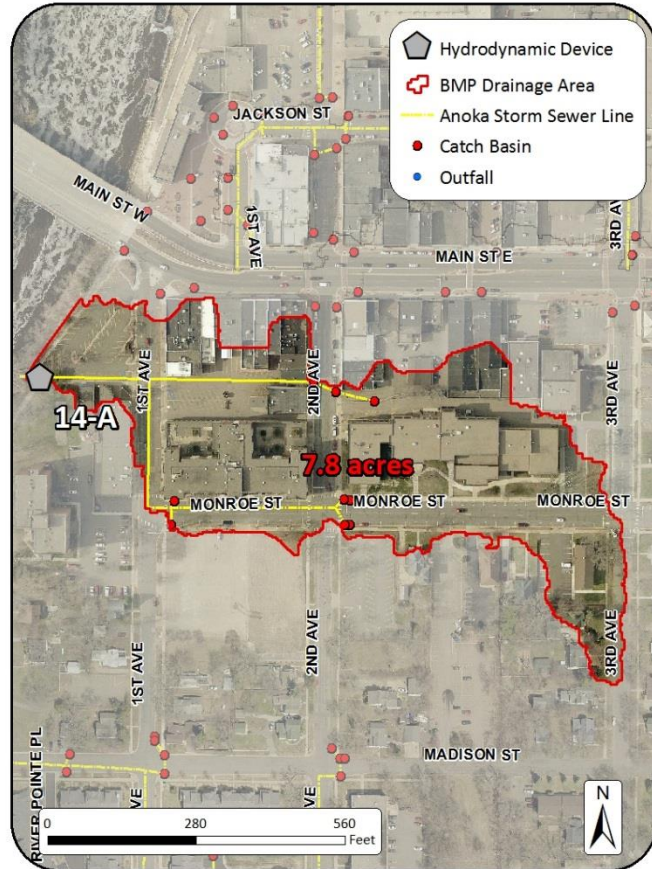 Hydrodynamic Device
BMP Drainage Area
Anoka Storm Sewer Line
Catch Basin
Outfall
JACKSON ST
MAIN ST W
1ST AVE
3RD AVE
MAIN ST E
1ST AVE
2ND AVE
3RD AVE
14-A
7.8 acres
MONROE ST
MONROE ST
MONROE ST
1ST AVE
2ND AVE
3RD AVE
MADISON ST
RIVER POINTE PL
AVE
AVE
N
0 280 560
Feet